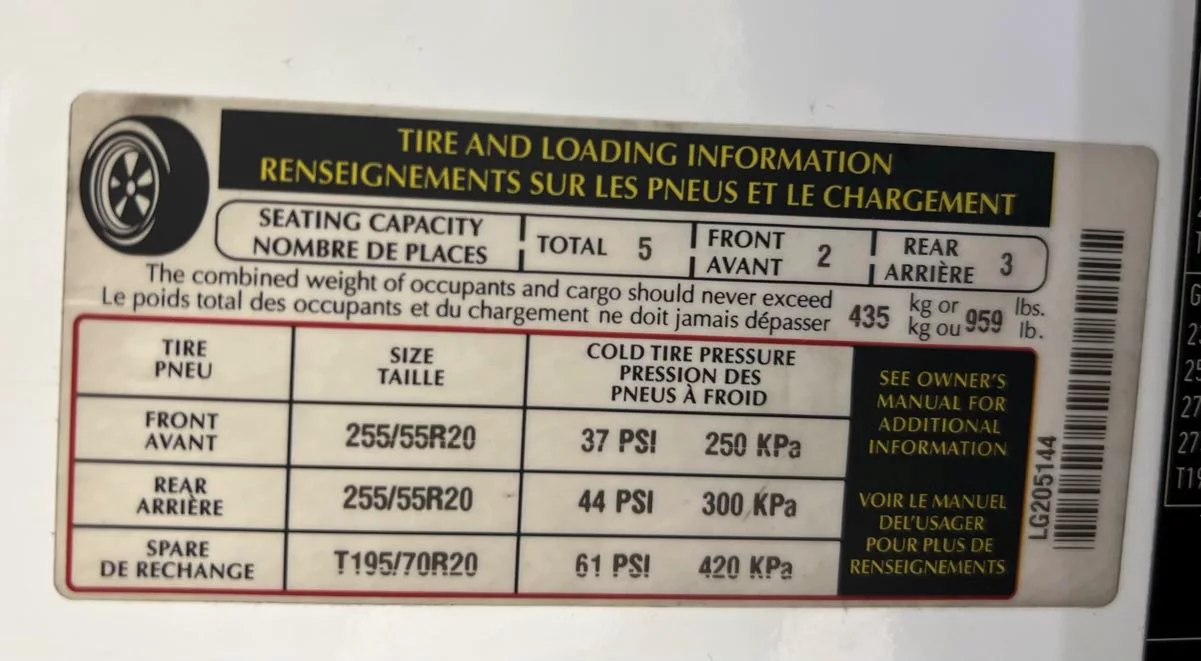 TIRE AND LOADING INFORMATION
RENSEIGNEMENTS SUR LES PNEUS ET LE CHARGEMENT
SEATING CAPACITY
NOMBRE DE PLACES
TOTAL 5
FRONT
AVANT
2
REAR
ARRIÈRE
3
The combined weight of occupants and cargo should never exceed
Le poids total des occupants et du chargement ne doit jamais dépasser
435
kg or
kg ou
959
lbs.
lb.
TIRE
PNEU
SIZE
TAILLE
COLD TIRE PRESSURE
PRESSION DES
PNEUS À FROID
FRONT
AVANT
255/55R20
37 PSI 250 KPa
REAR
ARRIÈRE
255/55R20
44 PSI 300 KPa
SPARE
DE RECHANGE
T195/70R20
61 PSI 420 KPa
SEE OWNER'S
MANUAL FOR
ADDITIONAL
INFORMATION
VOIR LE MANUEL
DEL'USAGER
POUR PLUS DE
RENSEIGNEMENTS
LG205144